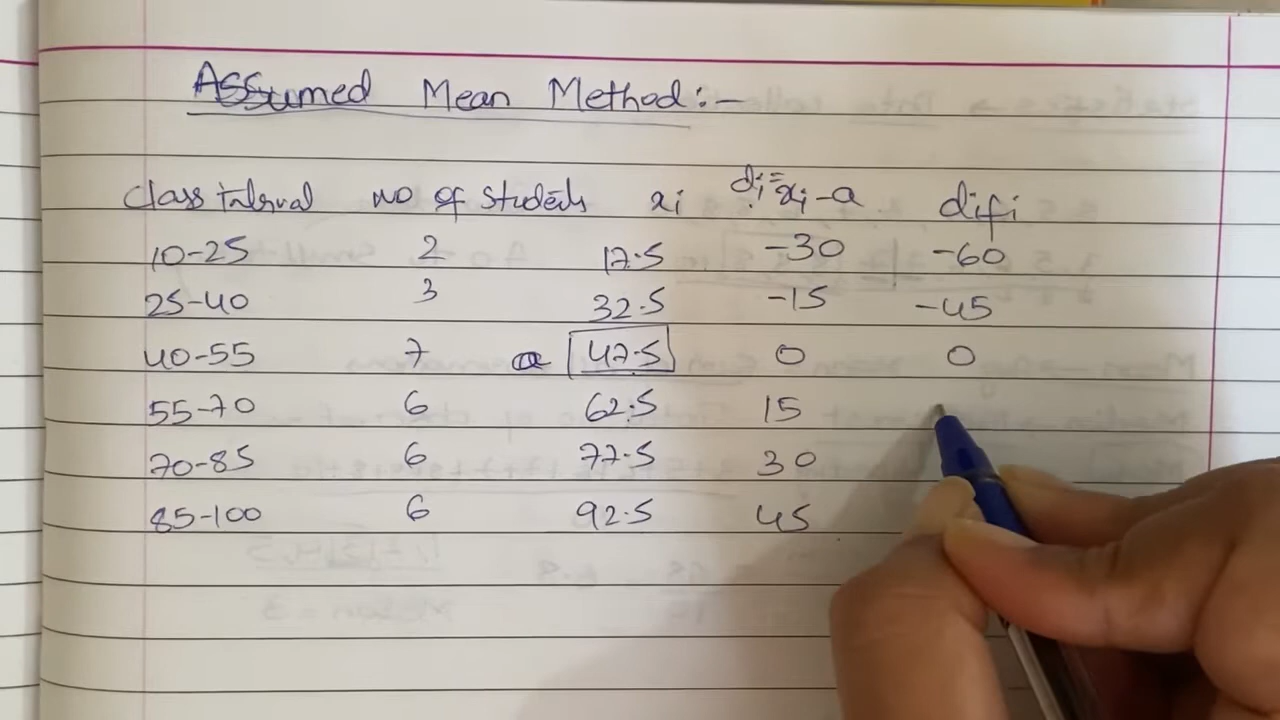 Assumed Mean Method:-
class Interval no of students xi di=xi-a difi
10-25 2 17.5 -30 -60
25-40 3 32.5 -15 -45
40-55 7 a 47.5 0 0
55-70 6 62.5 15
70-85 6 77.5 30
85-100 6 92.5 45